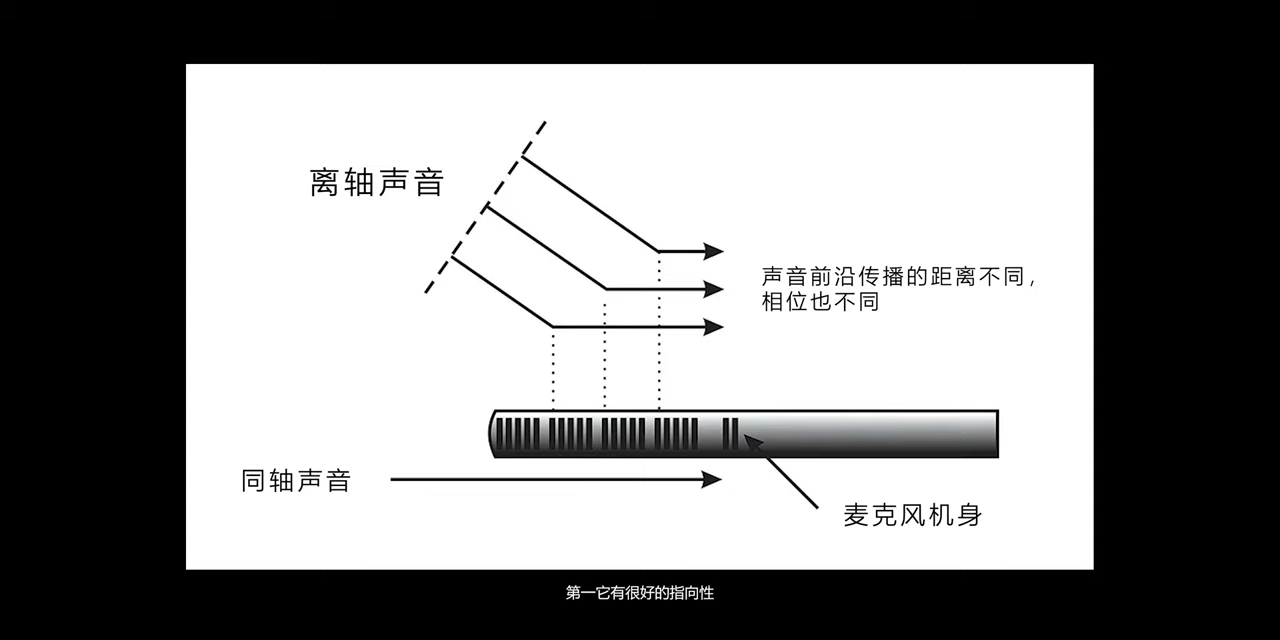 离轴声音
声音前沿传播的距离不同，
相位也不同
同轴声音
麦克风机身
第一它有很好的指向性